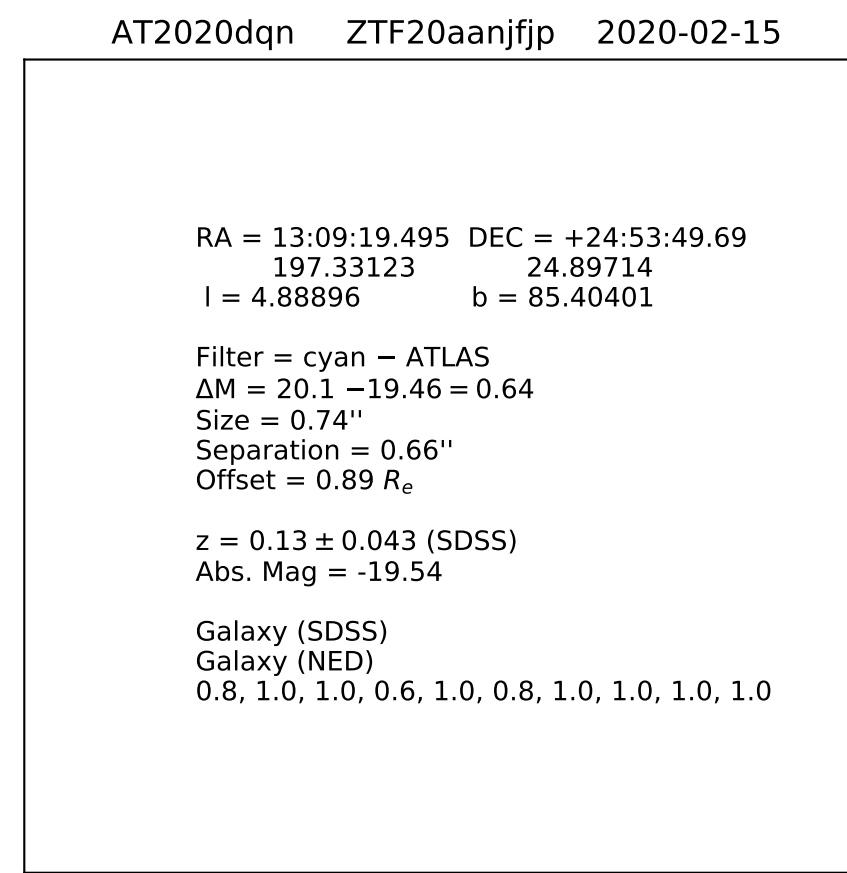 AT2020dqn ZTF20aanjfjp 2020-02-15
RA = 13:09:19.495 DEC = +24:53:49.69
197.33123 24.89714
l = 4.88896 b = 85.40401
Filter = cyan − ATLAS
ΔM = 20.1 −19.46 = 0.64
Size = 0.74''
Separation = 0.66''
Offset = 0.89 Rₑ
z = 0.13 ± 0.043 (SDSS)
Abs. Mag = -19.54
Galaxy (SDSS)
Galaxy (NED)
0.8, 1.0, 1.0, 0.6, 1.0, 0.8, 1.0, 1.0, 1.0, 1.0